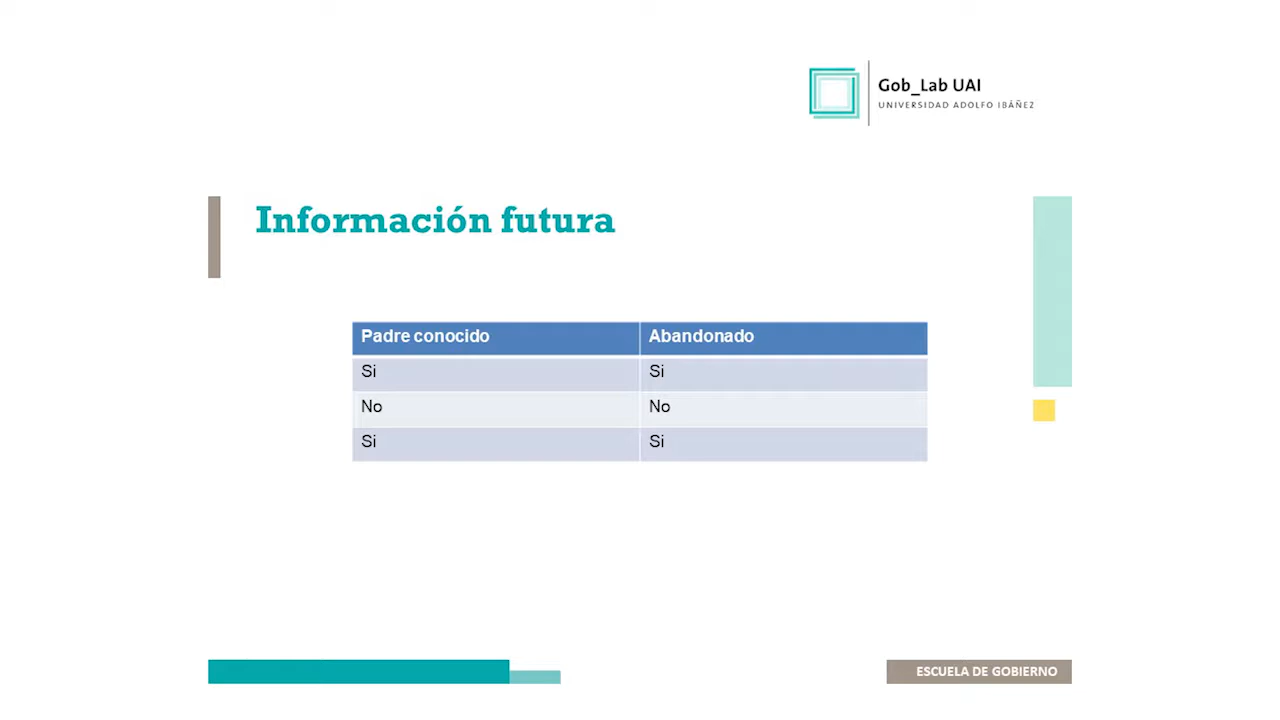 Gob_Lab UAI
UNIVERSIDAD ADOLFO IBÁÑEZ
Información futura
Padre conocido Abandonado
Si Si
No No
Si Si
ESCUELA DE GOBIERNO